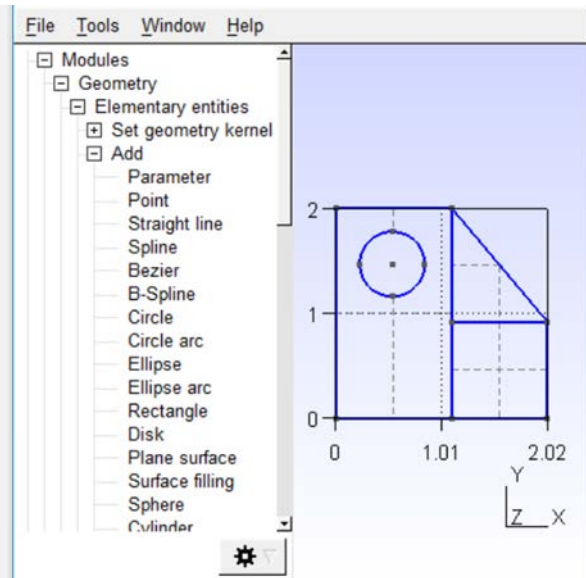 File Tools Window Help
Modules
Geometry
Elementary entities
Set geometry kernel
Add
Parameter
Point
Straight line
Spline
Bezier
B-Spline
Circle
Circle arc
Ellipse
Ellipse arc
Rectangle
Disk
Plane surface
Surface filling
Sphere
Cylinder
2
1
0
0 1.01 2.02
Y
Z X